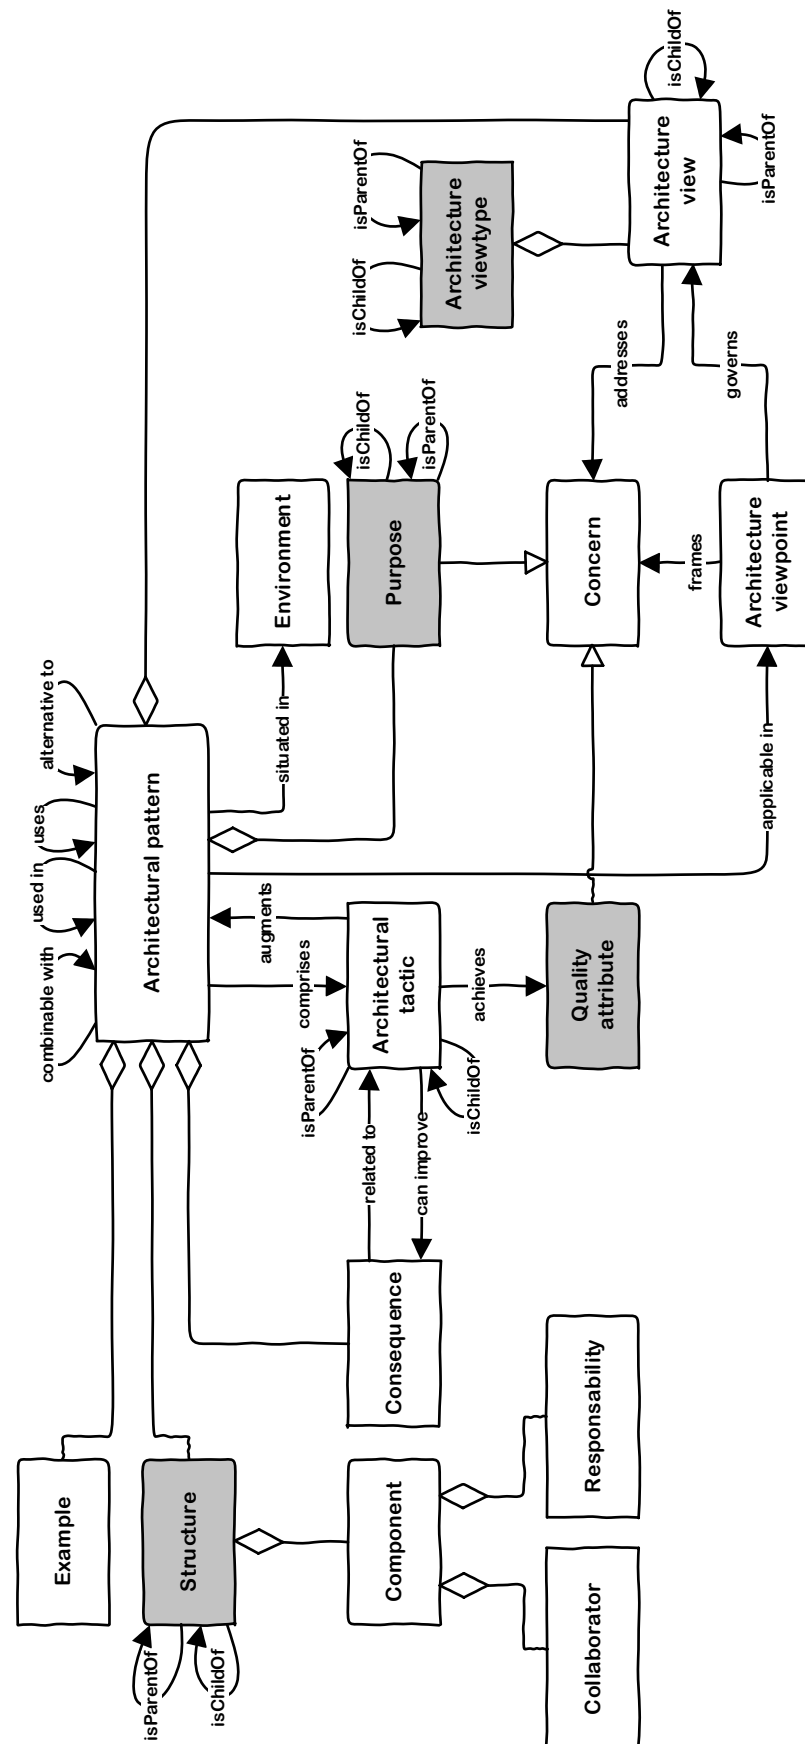 combinable with
used in
uses
alternative to
Example
Structure
isParentOf
isChildOf
Architectural pattern
situated in
Environment
augments
comprises
isParentOf
Architectural
tactic
isChildOf
related to
can improve
Consequence
Component
Purpose
isChildOf
isParentOf
isChildOf
isParentOf
Architecture
viewtype
achieves
Quality
attribute
Concern
addresses
Responsability
Collaborator
isChildOf
Architecture
view
isParentOf
frames
governs
applicable in
Architecture
viewpoint